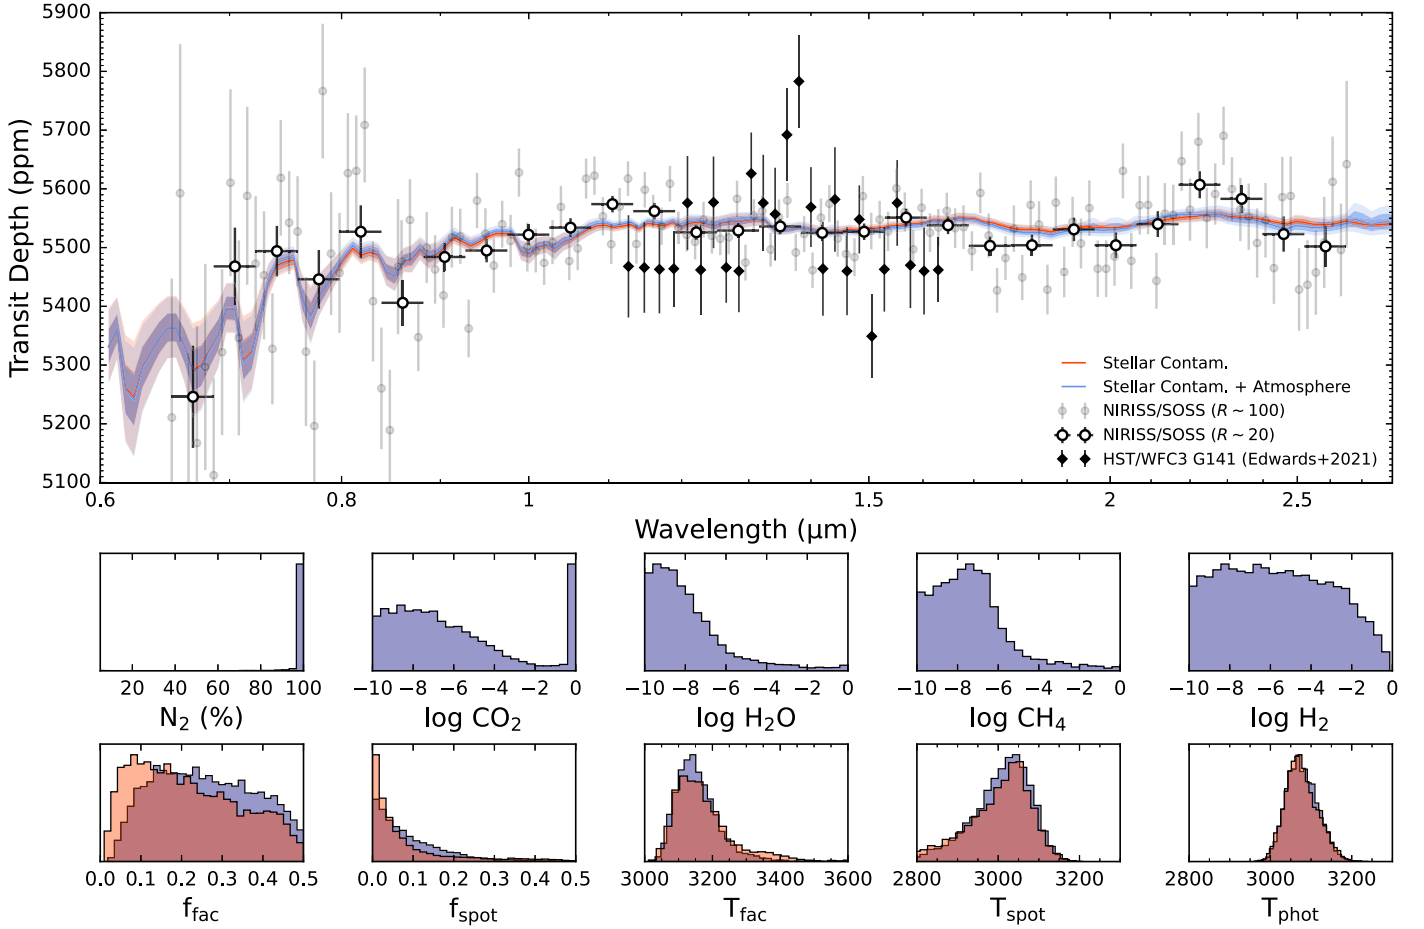 5900
5800
5700
5600
5500
5400
5300
5200
5100
Transit Depth (ppm)
Stellar Contam.
Stellar Contam. + Atmosphere
NIRISS/SOSS (R ~ 100)
NIRISS/SOSS (R ~ 20)
HST/WFC3 G141 (Edwards+2021)
0.6 0.8 1 1.5 2 2.5
Wavelength (μm)
20 40 60 80 100 −10 −8 −6 −4 −2 0 −10 −8 −6 −4 −2 0 −10 −8 −6 −4 −2 0 −10 −8 −6 −4 −2 0
N₂ (%) log CO₂ log H₂O log CH₄ log H₂
0.0 0.1 0.2 0.3 0.4 0.5 0.0 0.1 0.2 0.3 0.4 0.5 3000 3200 3400 3600 2800 3000 3200 2800 3000 3200
f_fac f_spot T_fac T_spot T_phot